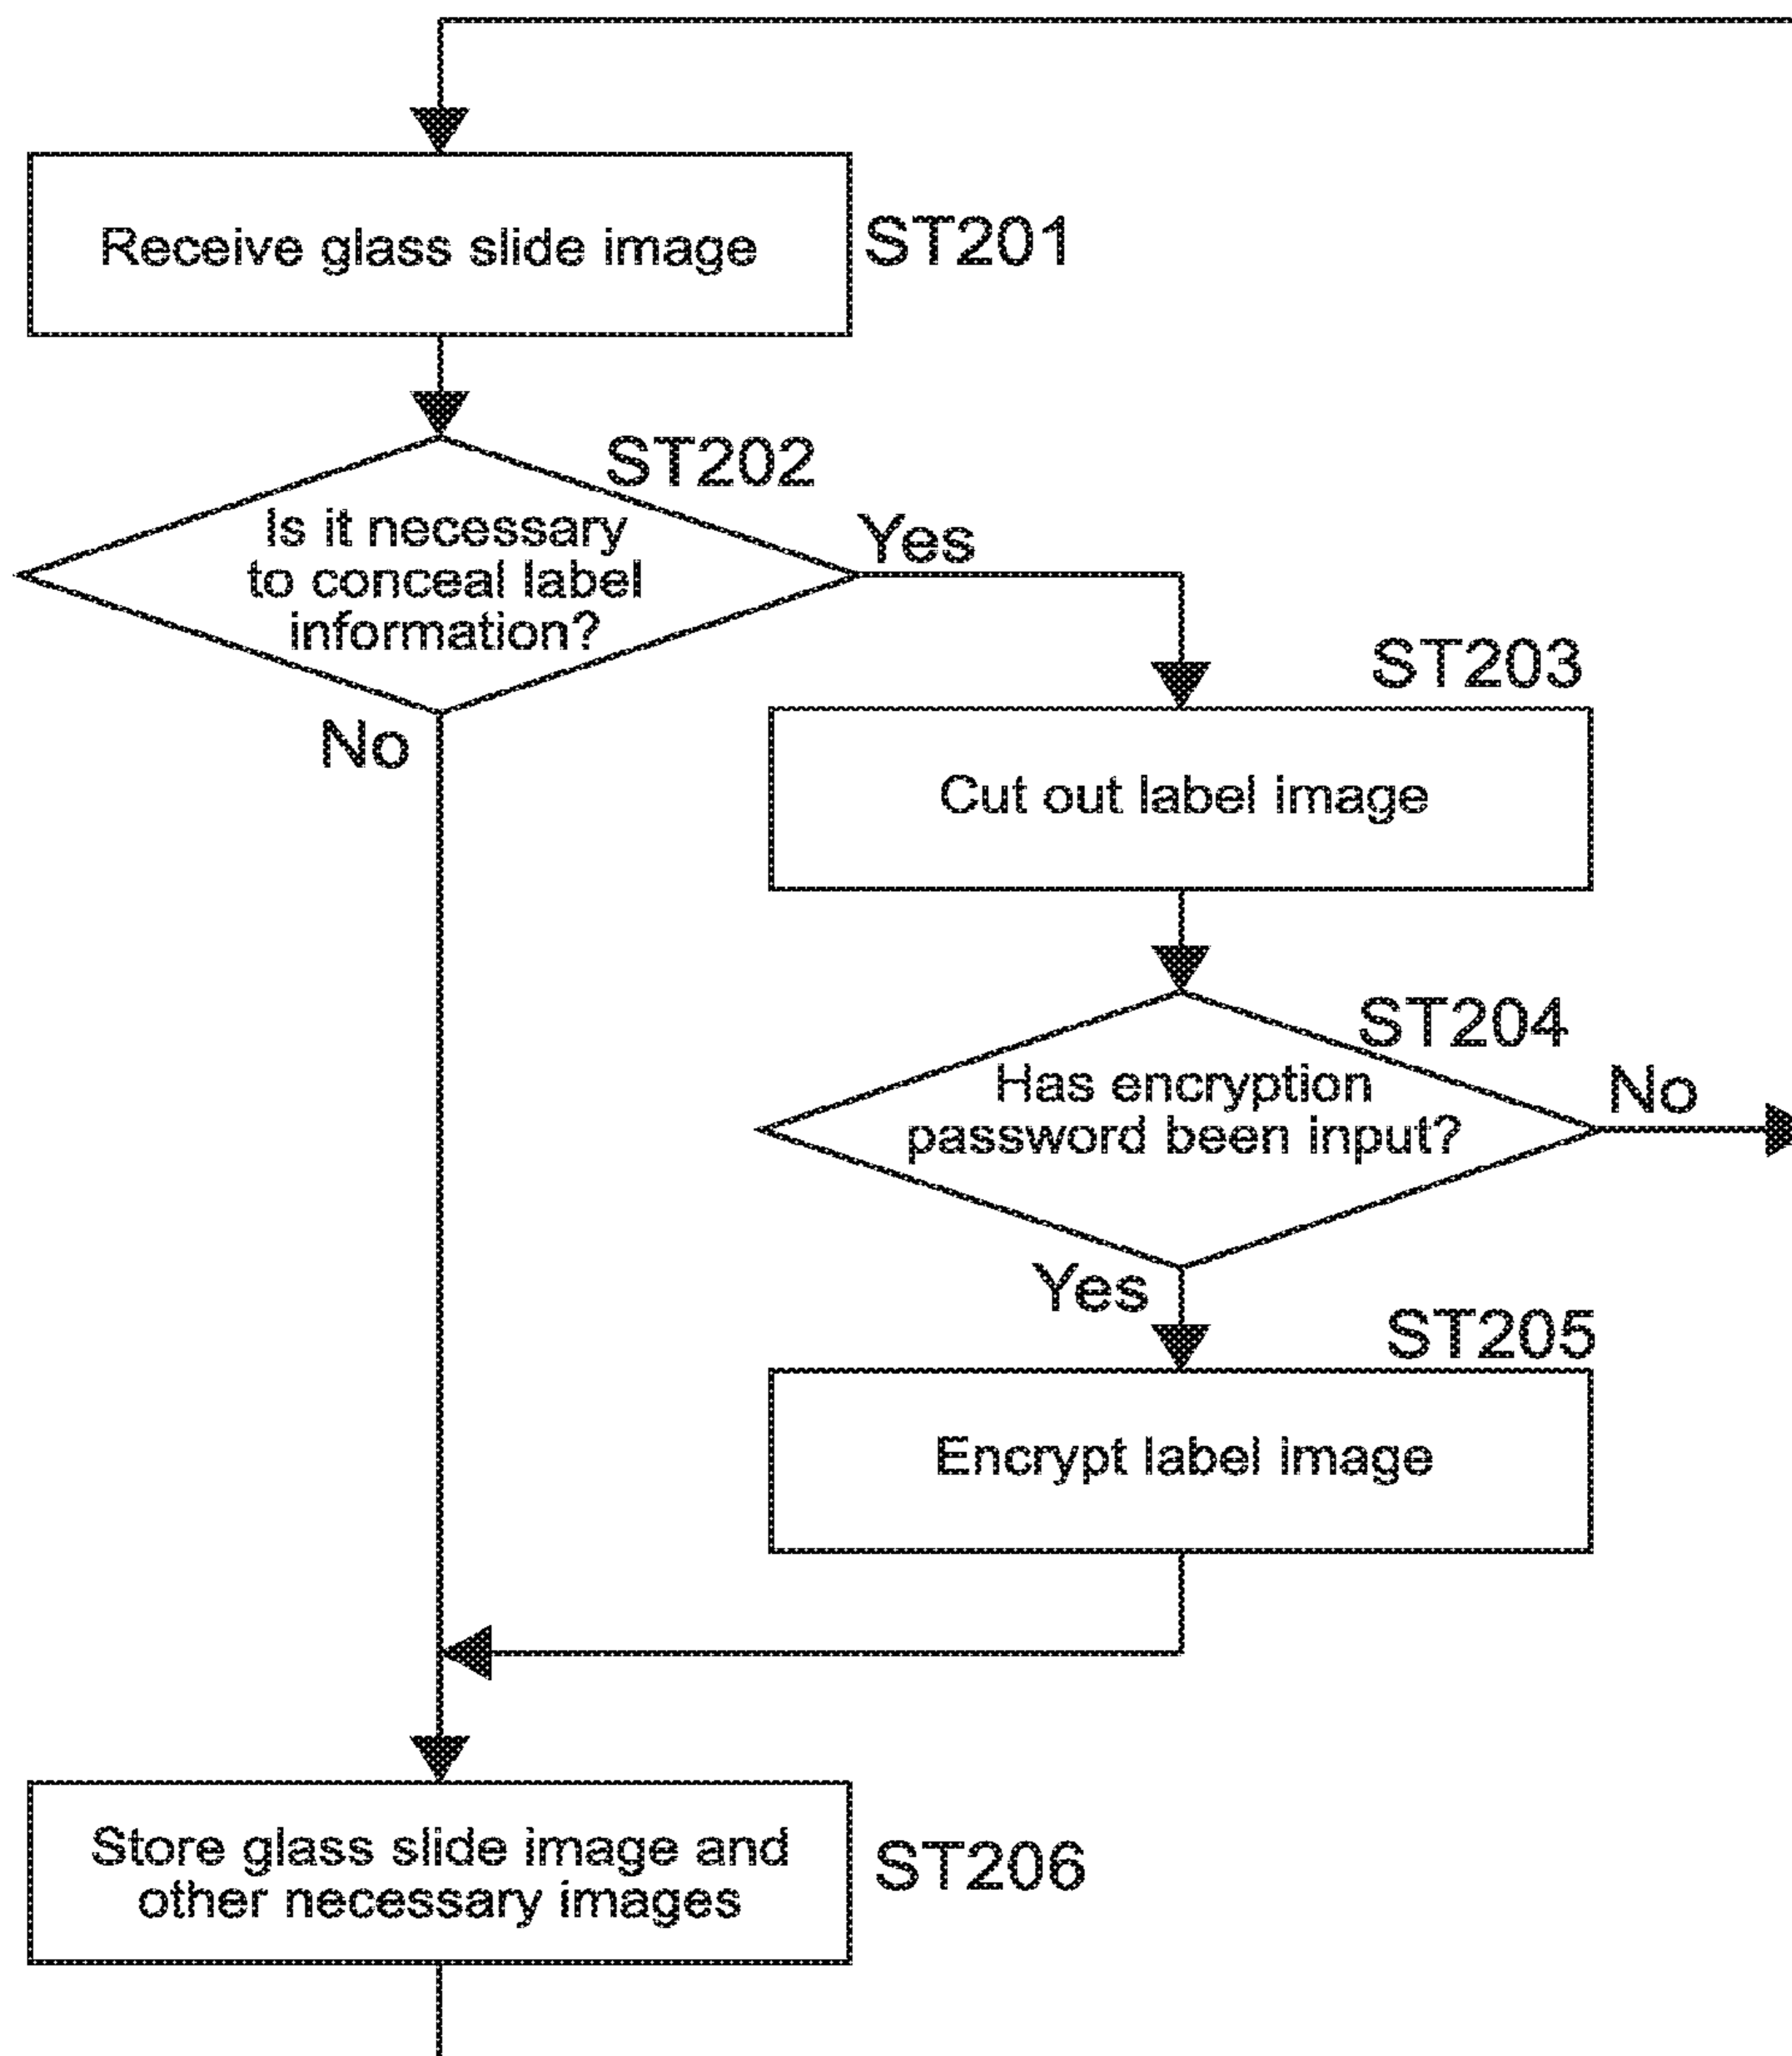 Receive glass slide image
ST201
ST202
Is it necessary
to conceal label
information?
Yes
No
ST203
Cut out label image
ST204
Has encryption
password been input?
No
Yes
ST205
Encrypt label image
Store glass slide image and
other necessary images
ST206